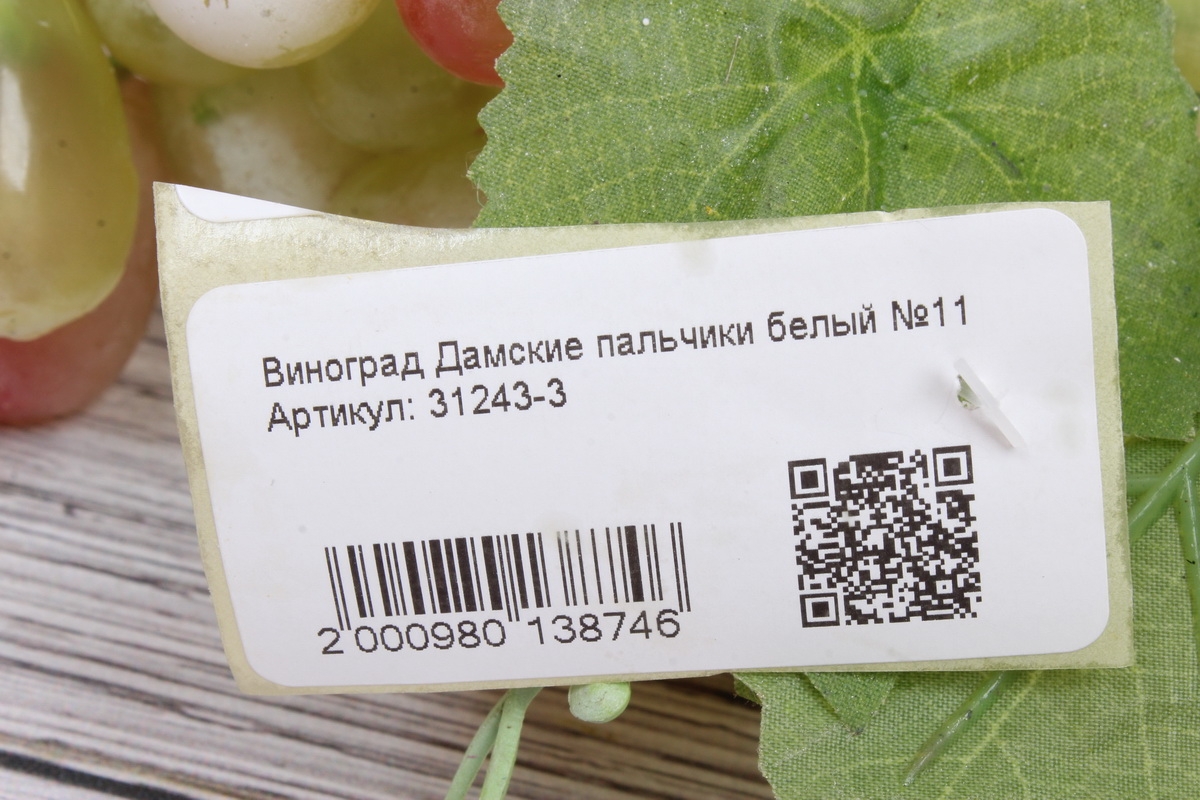 Виноград Дамские пальчики белый №11
Артикул: 31243-3
2 000980 138746